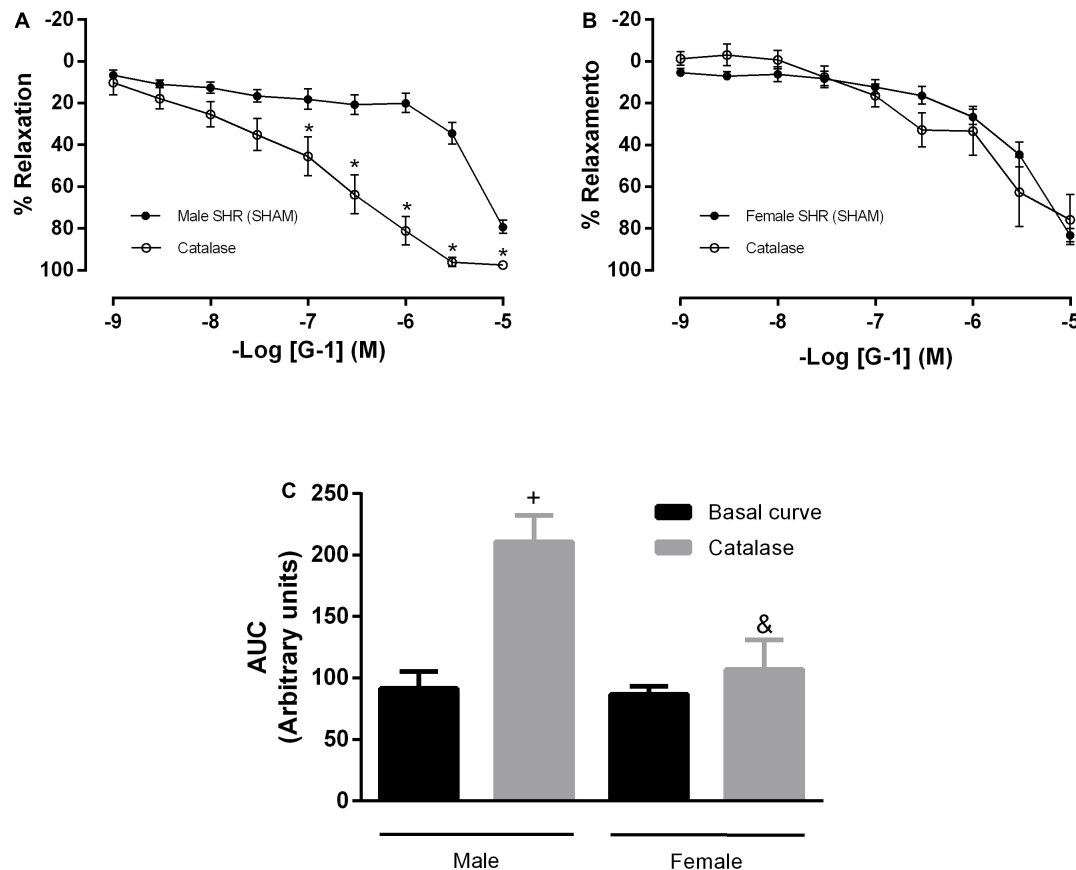 A
-20
0
20
40
60
80
100
% Relaxation
* * * * *
Male SHR (SHAM)
Catalase
-9 -8 -7 -6 -5
-Log [G-1] (M)
B
-20
0
20
40
60
80
100
% Relaxamento
Female SHR (SHAM)
Catalase
-9 -8 -7 -6 -5
-Log [G-1] (M)
C
250
200
150
100
50
0
AUC
(Arbitrary units)
+
&
Basal curve
Catalase
Male Female